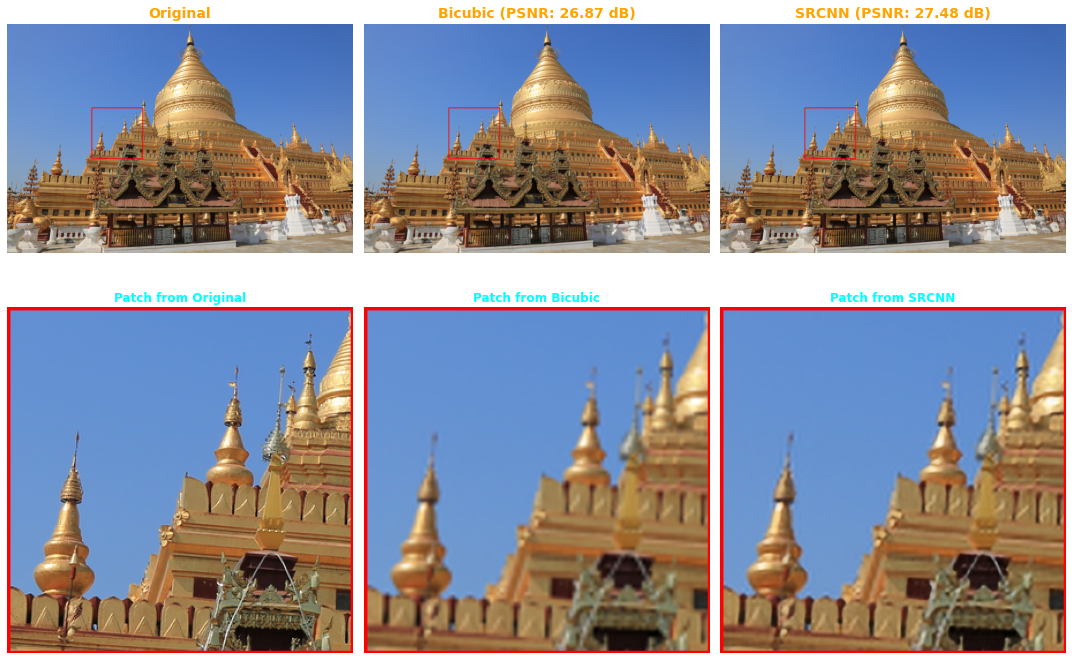 Original
Bicubic (PSNR: 26.87 dB)
SRCNN (PSNR: 27.48 dB)
Patch from Original
Patch from Bicubic
Patch from SRCNN